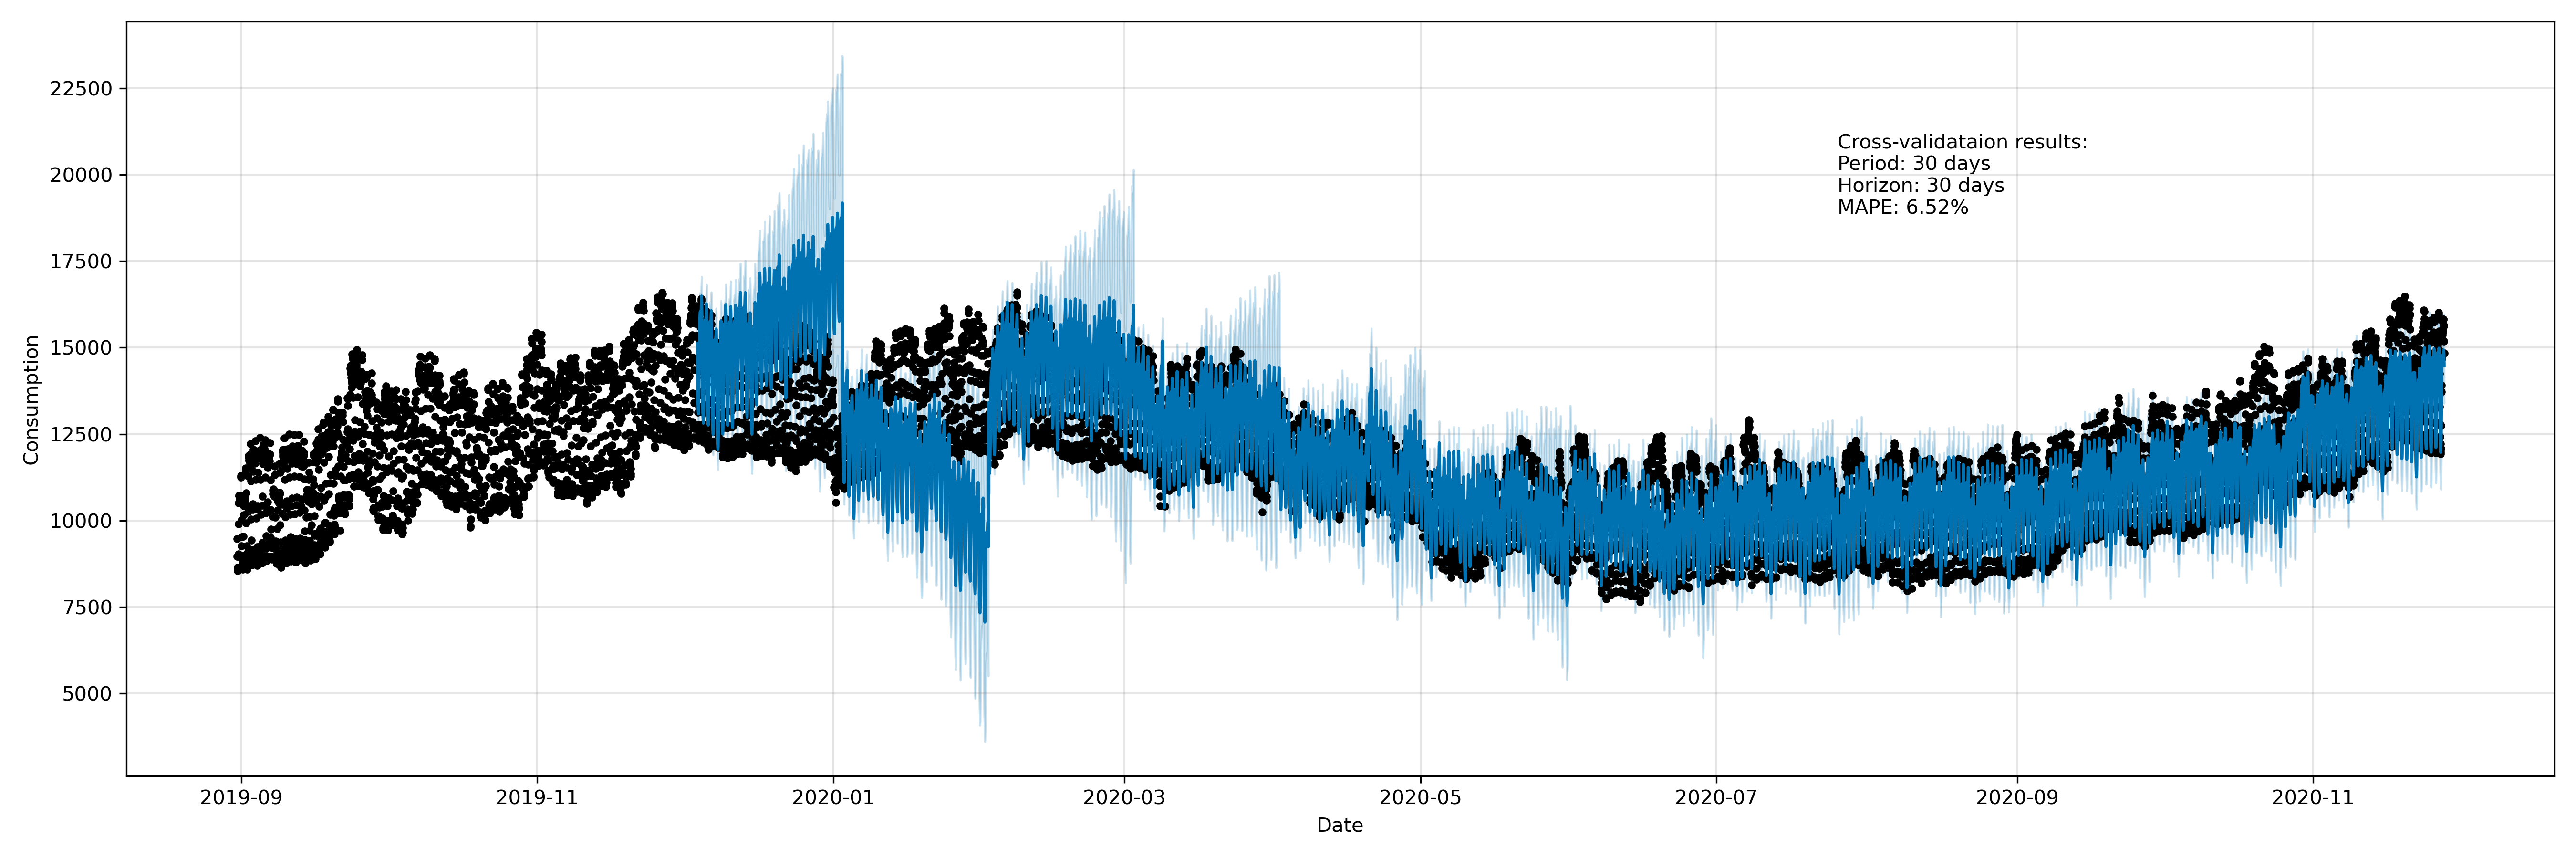 22500
20000
17500
15000
12500
10000
7500
5000
Consumption
Cross-validataion results:
Period: 30 days
Horizon: 30 days
MAPE: 6.52%
2019-09 2019-11 2020-01 2020-03 2020-05 2020-07 2020-09 2020-11
Date